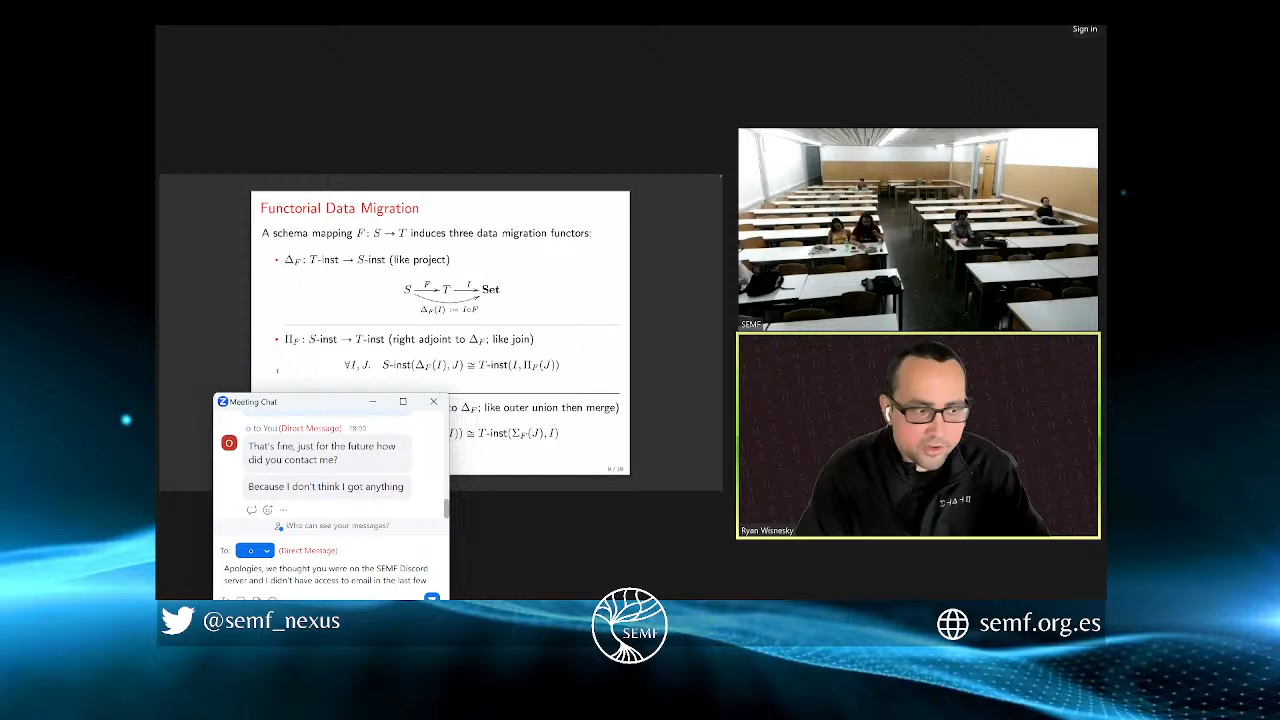 Sign in
Functorial Data Migration
A schema mapping F : S → T induces three data migration functors:
‣ Δ_F : T-inst → S-inst (like project)
S F→ T I→ Set
Δ_F(I) := I∘F
‣ Π_F : S-inst → T-inst (right adjoint to Δ_F; like join)
∀I, J. S-inst(Δ_F(I), J) ≅ T-inst(I, Π_F(J))
to Δ_F; like outer union then merge)
I)) ≅ T-inst(Σ_F(J), I)
9 / 39
Meeting Chat
o to You (Direct Message) 18:00
O
That's fine, just for the future how
did you contact me?
Because I don't think I got anything
Who can see your messages?
To: o (Direct Message)
Apologies, we thought you were on the SEMF Discord
server and I didn't have access to email in the last few
SEMF
Σ⊣Δ⊣Π
Ryan Wisnesky
@semf_nexus
SEMF
semf.org.es